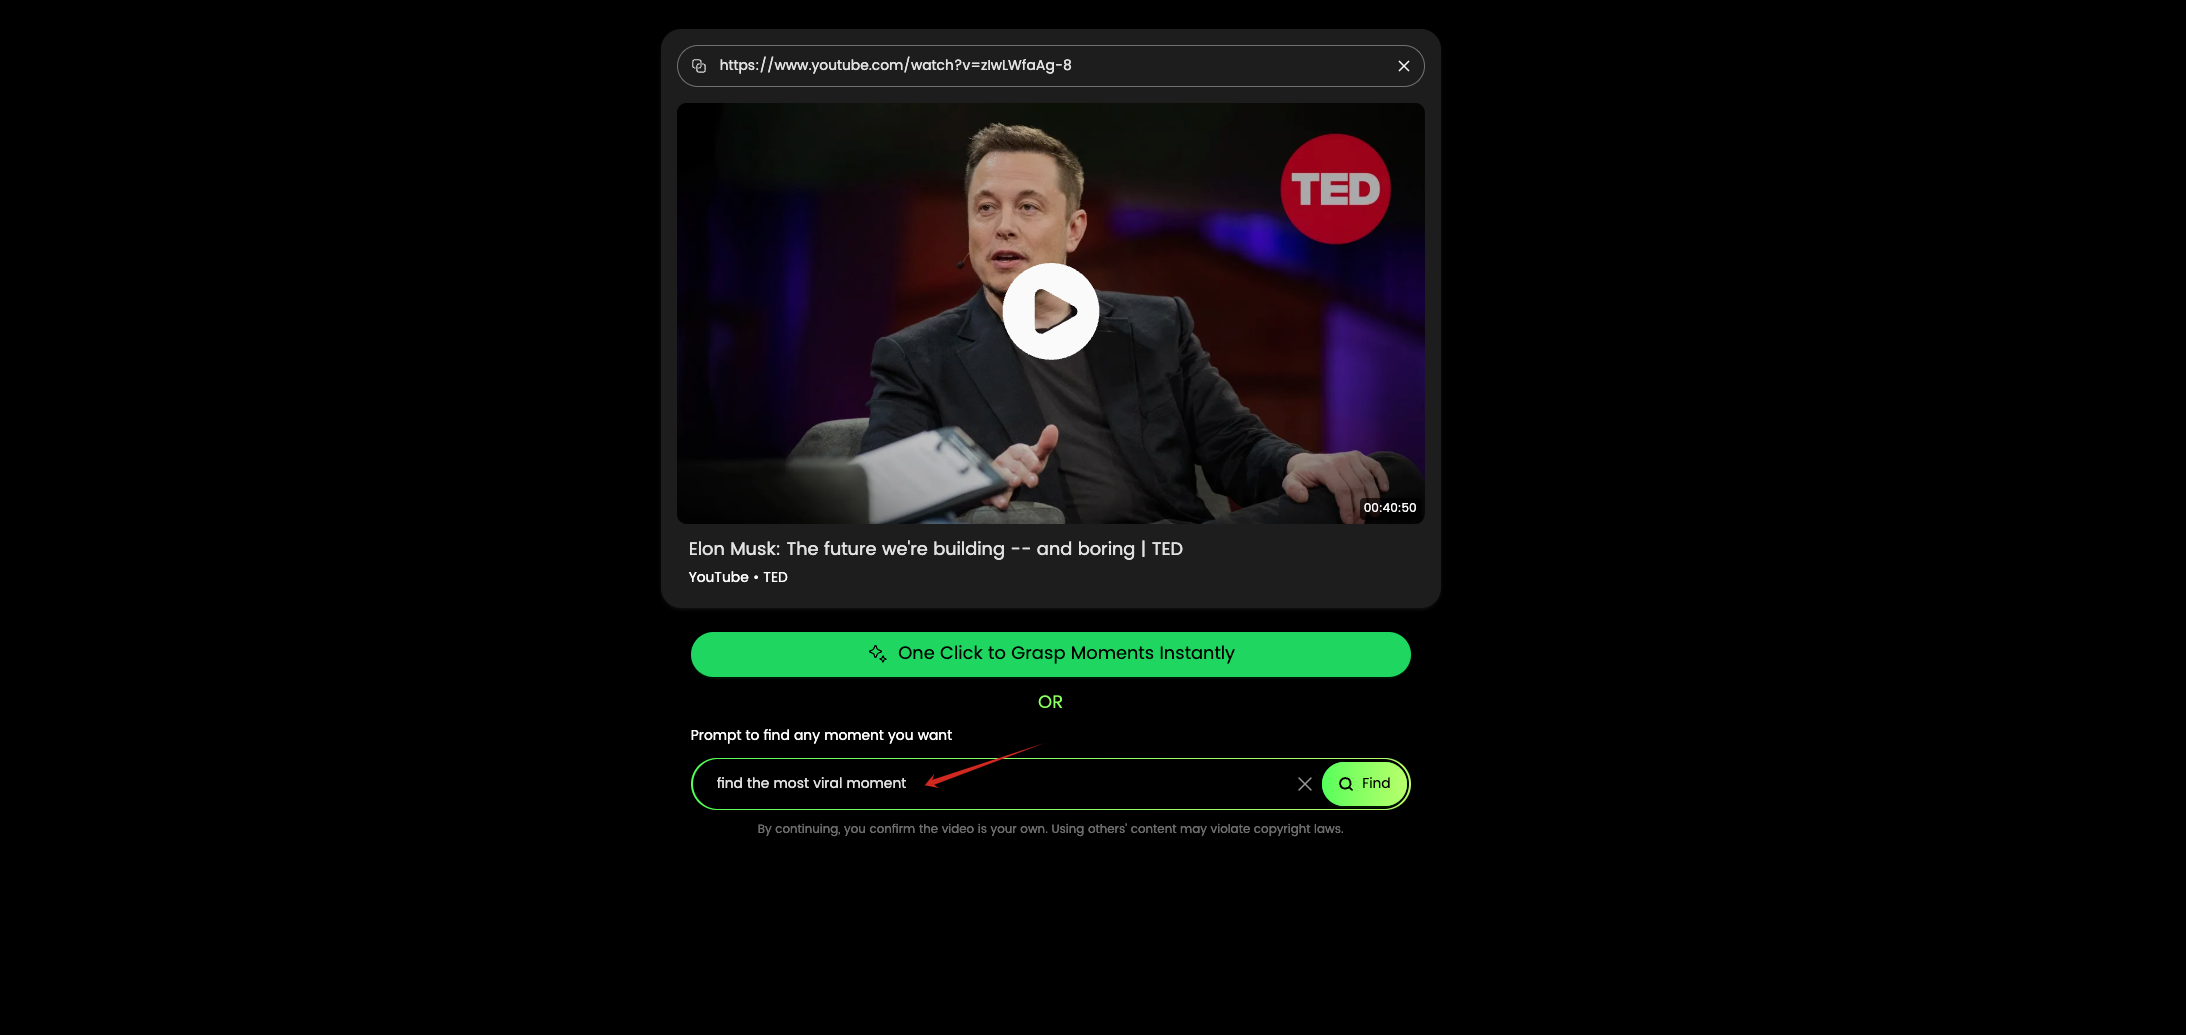 https://www.youtube.com/watch?v=zIwLWfaAg-8
TED
00:40:50
Elon Musk: The future we're building -- and boring | TED
YouTube • TED
One Click to Grasp Moments Instantly
OR
Prompt to find any moment you want
find the most viral moment
Find
By continuing, you confirm the video is your own. Using others' content may violate copyright laws.